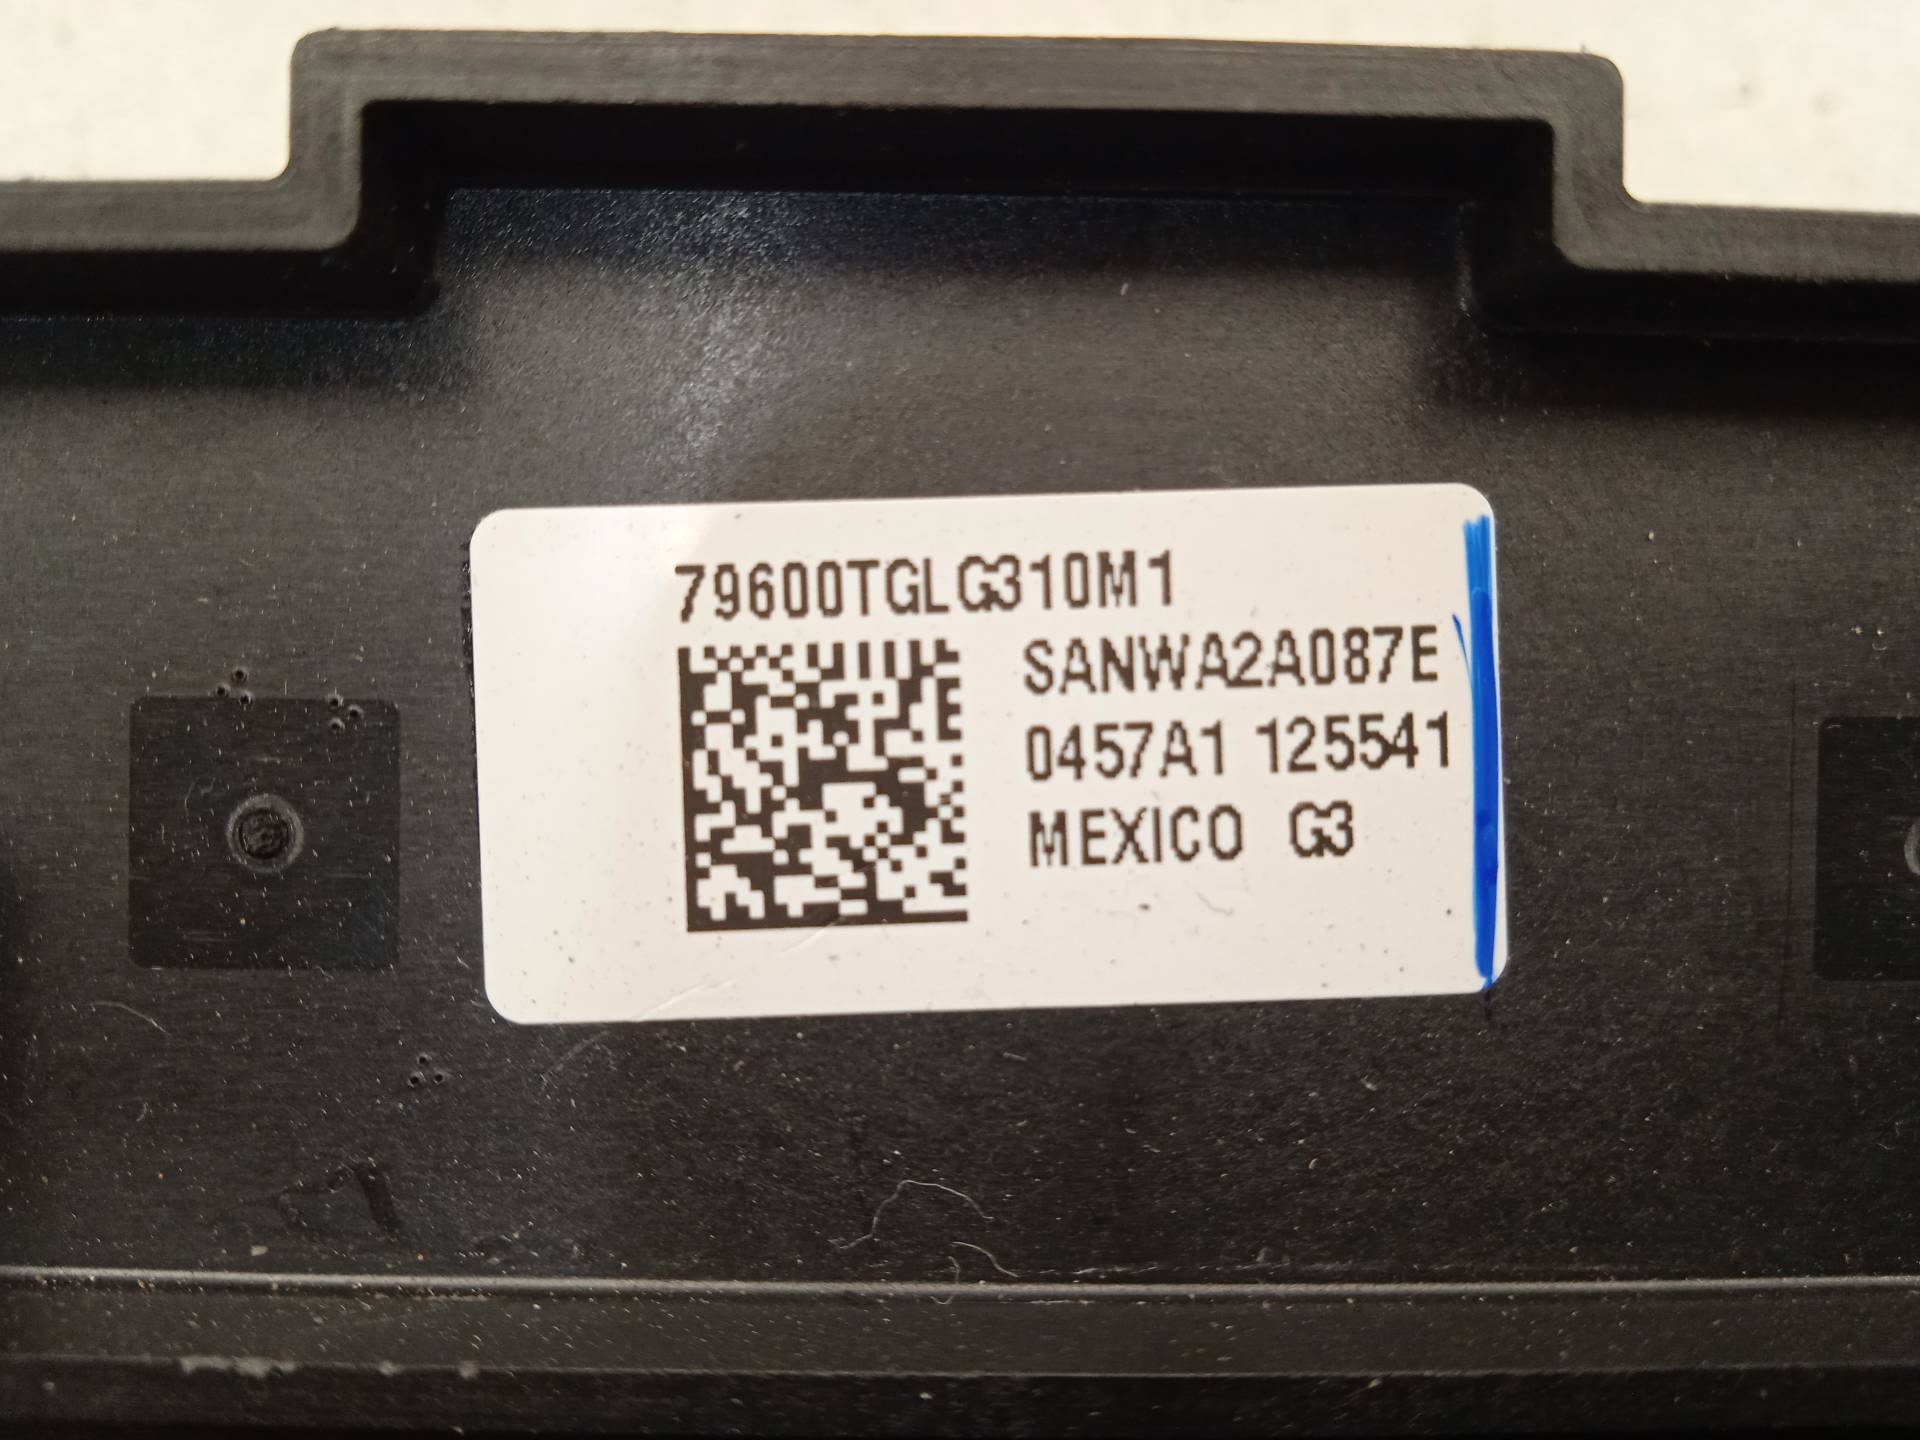 79600TGLG310M1
SANWA2A087E
0457A1 125541
MEXICO G3